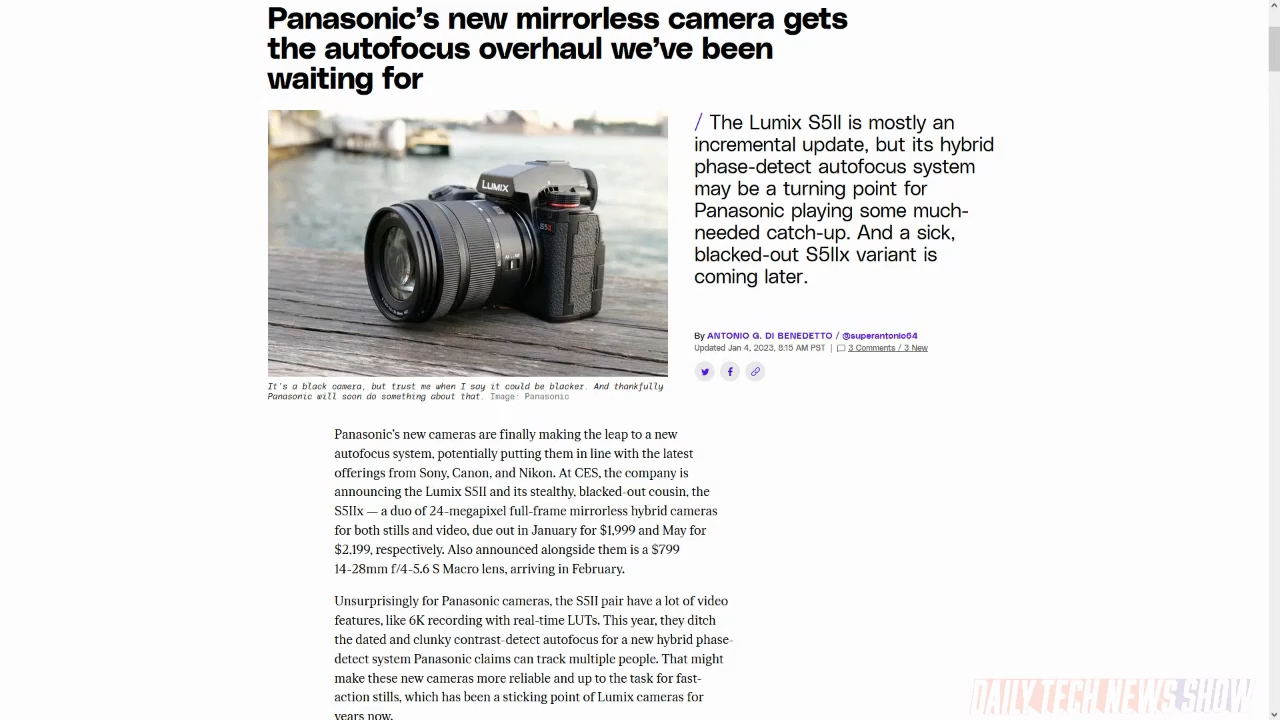 Panasonic’s new mirrorless camera gets
the autofocus overhaul we’ve been
waiting for
LUMIX
S5II
/ The Lumix S5II is mostly an
incremental update, but its hybrid
phase-detect autofocus system
may be a turning point for
Panasonic playing some much-
needed catch-up. And a sick,
blacked-out S5IIx variant is
coming later.
By ANTONIO G. DI BENEDETTO / @superantonio64
Updated Jan 4, 2023, 8:15 AM PST | 3 Comments / 3 New
It’s a black camera, but trust me when I say it could be blacker. And thankfully
Panasonic will soon do something about that. Image: Panasonic
Panasonic’s new cameras are finally making the leap to a new
autofocus system, potentially putting them in line with the latest
offerings from Sony, Canon, and Nikon. At CES, the company is
announcing the Lumix S5II and its stealthy, blacked-out cousin, the
S5IIx — a duo of 24-megapixel full-frame mirrorless hybrid cameras
for both stills and video, due out in January for $1,999 and May for
$2,199, respectively. Also announced alongside them is a $799
14-28mm f/4-5.6 S Macro lens, arriving in February.
Unsurprisingly for Panasonic cameras, the S5II pair have a lot of video
features, like 6K recording with real-time LUTs. This year, they ditch
the dated and clunky contrast-detect autofocus for a new hybrid phase-
detect system Panasonic claims can track multiple people. That might
make these new cameras more reliable and up to the task for fast-
action stills, which has been a sticking point of Lumix cameras for
years now.
DAILY TECH NEWS SHOW